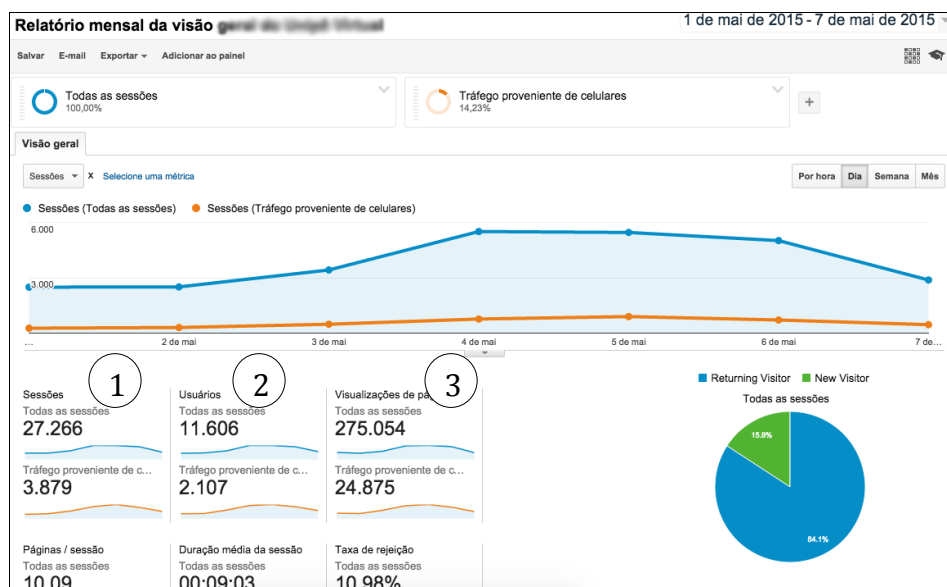 Relatório mensal da visão
1 de mai de 2015 - 7 de mai de 2015
Salvar E-mail Exportar Adicionar ao painel
Todas as sessões
100,00%
Tráfego proveniente de celulares
14,23%
+
Visão geral
Sessões x Selecione uma métrica
Por hora Dia Semana Mês
Sessões (Todas as sessões) Sessões (Tráfego proveniente de celulares)
6.000
3.000
... 2 de mai 3 de mai 4 de mai 5 de mai 6 de mai 7 de...
1 2 3
Returning Visitor New Visitor
Todas as sessões
15.9%
84.1%
Sessões Usuários Visualizações de
Todas as sessões Todas as sessões Todas as sessões
27.266 11.606 275.054
Tráfego proveniente de c... Tráfego proveniente de c... Tráfego proveniente de c...
3.879 2.107 24.875
Páginas / sessão Duração média da sessão Taxa de rejeição
Todas as sessões Todas as sessões Todas as sessões
10,09 00:09:03 10,98%